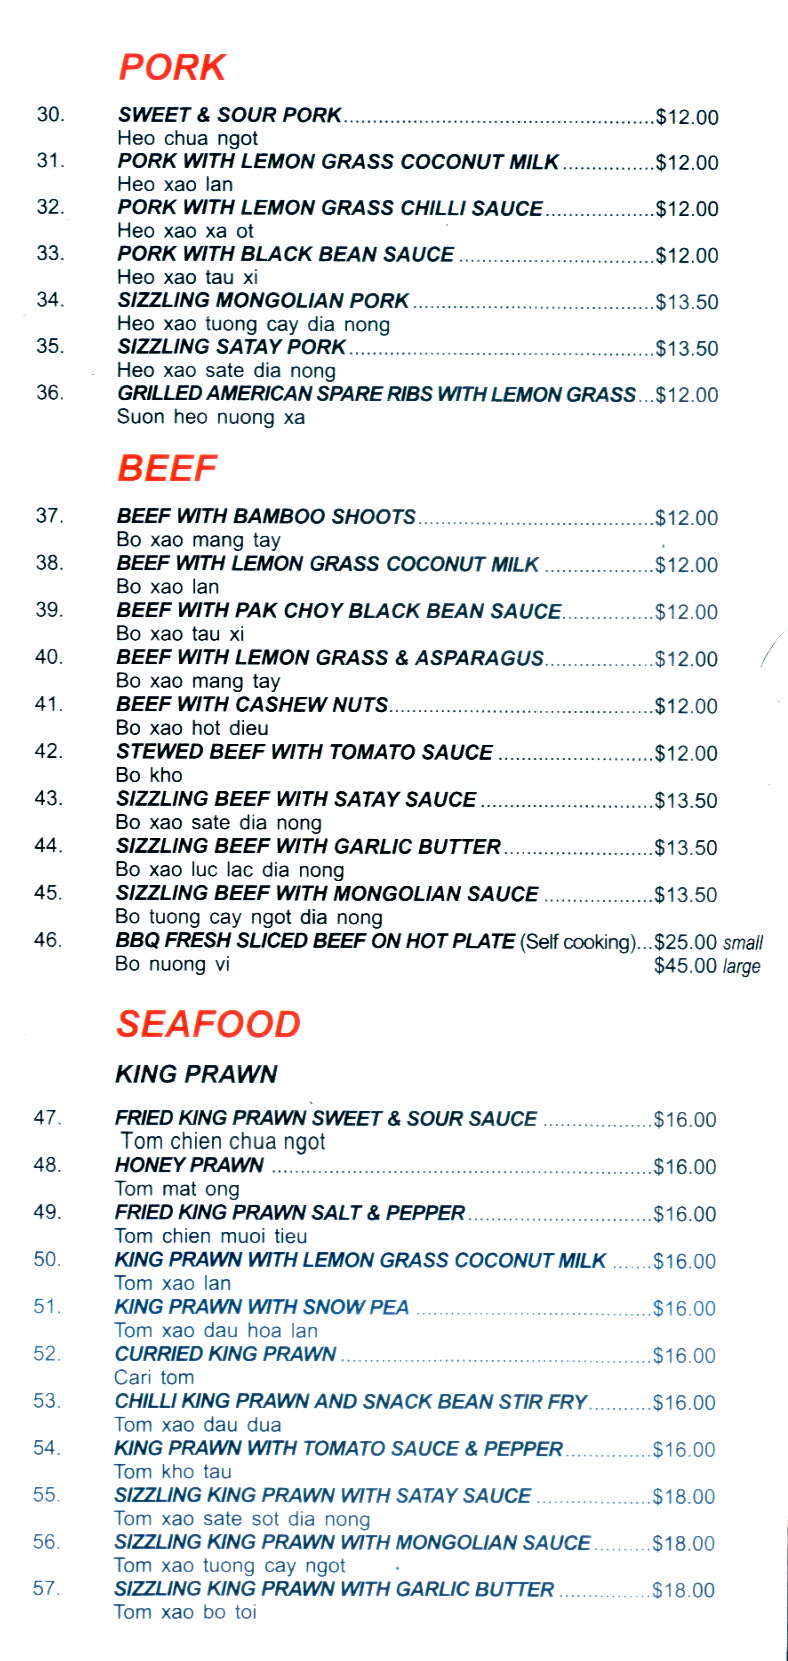 PORK
30. SWEET & SOUR PORK....................................................$12.00
Heo chua ngot
31. PORK WITH LEMON GRASS COCONUT MILK................$12.00
Heo xao lan
32. PORK WITH LEMON GRASS CHILLI SAUCE...................$12.00
Heo xao xa ot
33. PORK WITH BLACK BEAN SAUCE ..................................$12.00
Heo xao tau xi
34. SIZZLING MONGOLIAN PORK..........................................$13.50
Heo xao tuong cay dia nong
35. SIZZLING SATAY PORK.....................................................$13.50
Heo xao sate dia nong
36. GRILLED AMERICAN SPARE RIBS WITH LEMON GRASS...$12.00
Suon heo nuong xa
BEEF
37. BEEF WITH BAMBOO SHOOTS.........................................$12.00
Bo xao mang tay
38. BEEF WITH LEMON GRASS COCONUT MILK ...................$12.00
Bo xao lan
39. BEEF WITH PAK CHOY BLACK BEAN SAUCE................$12.00
Bo xao tau xi
40. BEEF WITH LEMON GRASS & ASPARAGUS...................$12.00
Bo xao mang tay
41. BEEF WITH CASHEW NUTS..............................................$12.00
Bo xao hot dieu
42. STEWED BEEF WITH TOMATO SAUCE ...........................$12.00
Bo kho
43. SIZZLING BEEF WITH SATAY SAUCE ..............................$13.50
Bo xao sate dia nong
44. SIZZLING BEEF WITH GARLIC BUTTER..........................$13.50
Bo xao luc lac dia nong
45. SIZZLING BEEF WITH MONGOLIAN SAUCE ...................$13.50
Bo tuong cay ngot dia nong
46. BBQ FRESH SLICED BEEF ON HOT PLATE (Self cooking)...$25.00 small
Bo nuong vi $45.00 large
SEAFOOD
KING PRAWN
47. FRIED KING PRAWN SWEET & SOUR SAUCE ...................$16.00
Tom chien chua ngot
48. HONEY PRAWN ..................................................................$16.00
Tom mat ong
49. FRIED KING PRAWN SALT & PEPPER................................$16.00
Tom chien muoi tieu
50. KING PRAWN WITH LEMON GRASS COCONUT MILK .......$16.00
Tom xao lan
51. KING PRAWN WITH SNOW PEA .........................................$16.00
Tom xao dau hoa lan
52. CURRIED KING PRAWN......................................................$16.00
Cari tom
53. CHILLI KING PRAWN AND SNACK BEAN STIR FRY...........$16.00
Tom xao dau dua
54. KING PRAWN WITH TOMATO SAUCE & PEPPER...............$16.00
Tom kho tau
55. SIZZLING KING PRAWN WITH SATAY SAUCE ....................$18.00
Tom xao sate sot dia nong
56. SIZZLING KING PRAWN WITH MONGOLIAN SAUCE..........$18.00
Tom xao tuong cay ngot
57. SIZZLING KING PRAWN WITH GARLIC BUTTER ................$18.00
Tom xao bo toi